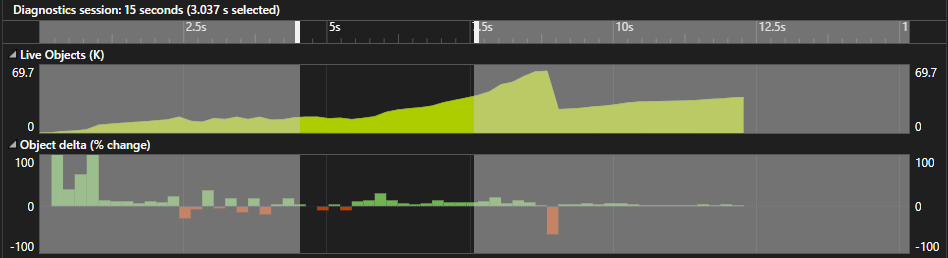 Diagnostics session: 15 seconds (3.037 s selected)
2.5s 5s 7.5s 10s 12.5s 1
Live Objects (K)
69.7 69.7
0 0
Object delta (% change)
100 100
0 0
-100 -100